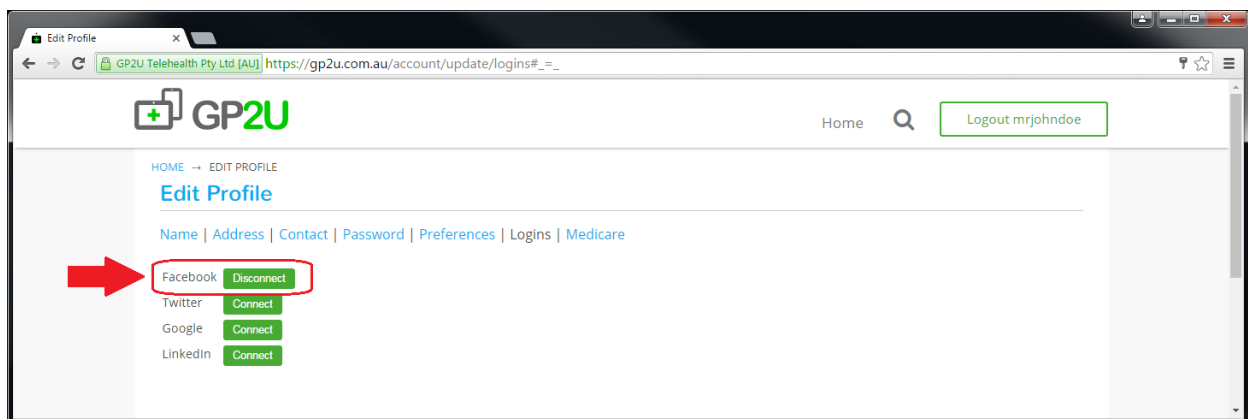 Edit Profile
GP2U Telehealth Pty Ltd [AU] https://gp2u.com.au/account/update/logins#_=_
GP2U
Home
Logout mrjohndoe
HOME → EDIT PROFILE
Edit Profile
Name | Address | Contact | Password | Preferences | Logins | Medicare
Facebook Disconnect
Twitter Connect
Google Connect
LinkedIn Connect